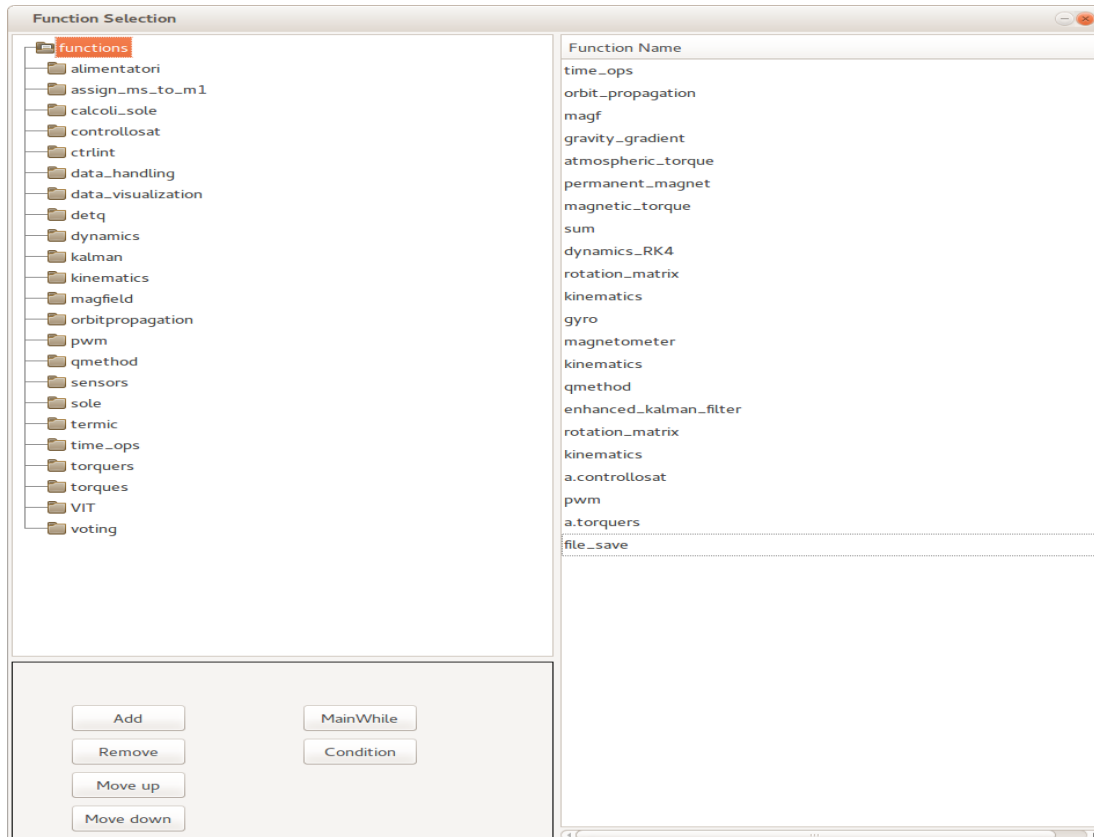 Function Selection
functions
alimentatori
assign_ms_to_m1
calcoli_sole
controllosat
ctrlint
data_handling
data_visualization
detq
dynamics
kalman
kinematics
magfield
orbitpropagation
pwm
qmethod
sensors
sole
termic
time_ops
torquers
torques
VIT
voting
Function Name
time_ops
orbit_propagation
magf
gravity_gradient
atmospheric_torque
permanent_magnet
magnetic_torque
sum
dynamics_RK4
rotation_matrix
kinematics
gyro
magnetometer
kinematics
qmethod
enhanced_kalman_filter
rotation_matrix
kinematics
a.controllosat
pwm
a.torquers
file_save
Add
MainWhile
Remove
Condition
Move up
Move down